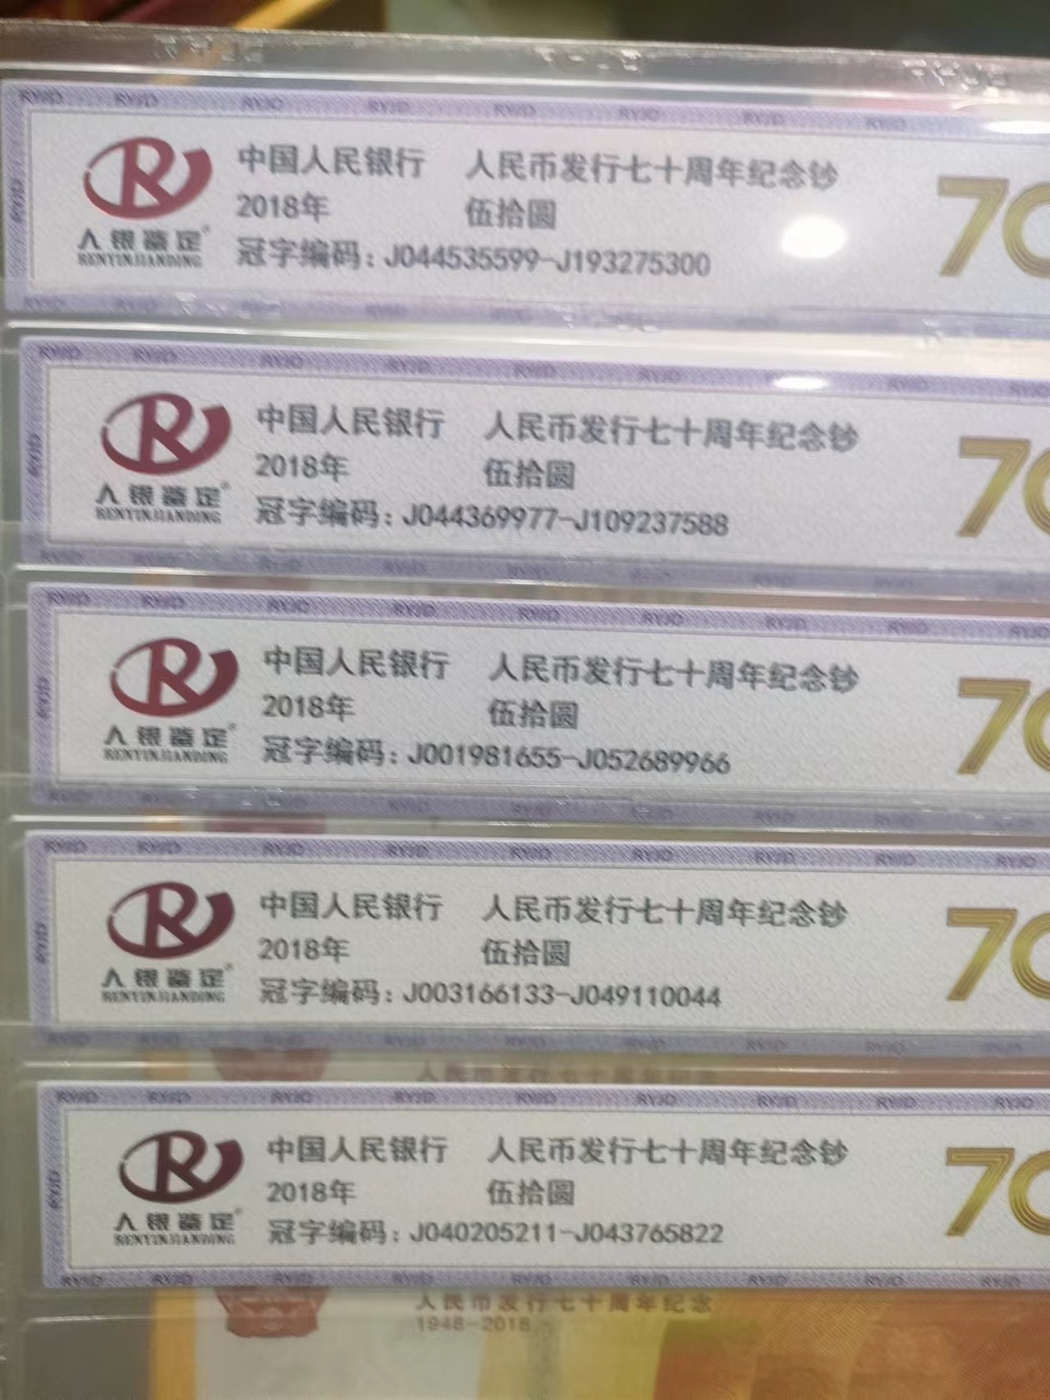 中国人民银行 人民币发行七十周年纪念钞
2018年 伍拾圆
人银鉴定
RENYINJIANDING
冠字编码：J044535599-J193275300
70
中国人民银行 人民币发行七十周年纪念钞
2018年 伍拾圆
人银鉴定
RENYINJIANDING
冠字编码：J044369977-J109237588
70
中国人民银行 人民币发行七十周年纪念钞
2018年 伍拾圆
人银鉴定
RENYINJIANDING
冠字编码：J001981655-J052689966
70
中国人民银行 人民币发行七十周年纪念钞
2018年 伍拾圆
人银鉴定
RENYINJIANDING
冠字编码：J003166133-J049110044
70
中国人民银行 人民币发行七十周年纪念钞
2018年 伍拾圆
人银鉴定
RENYINJIANDING
冠字编码：J040205211-J043765822
70
人民币发行七十周年纪念
1948-2018